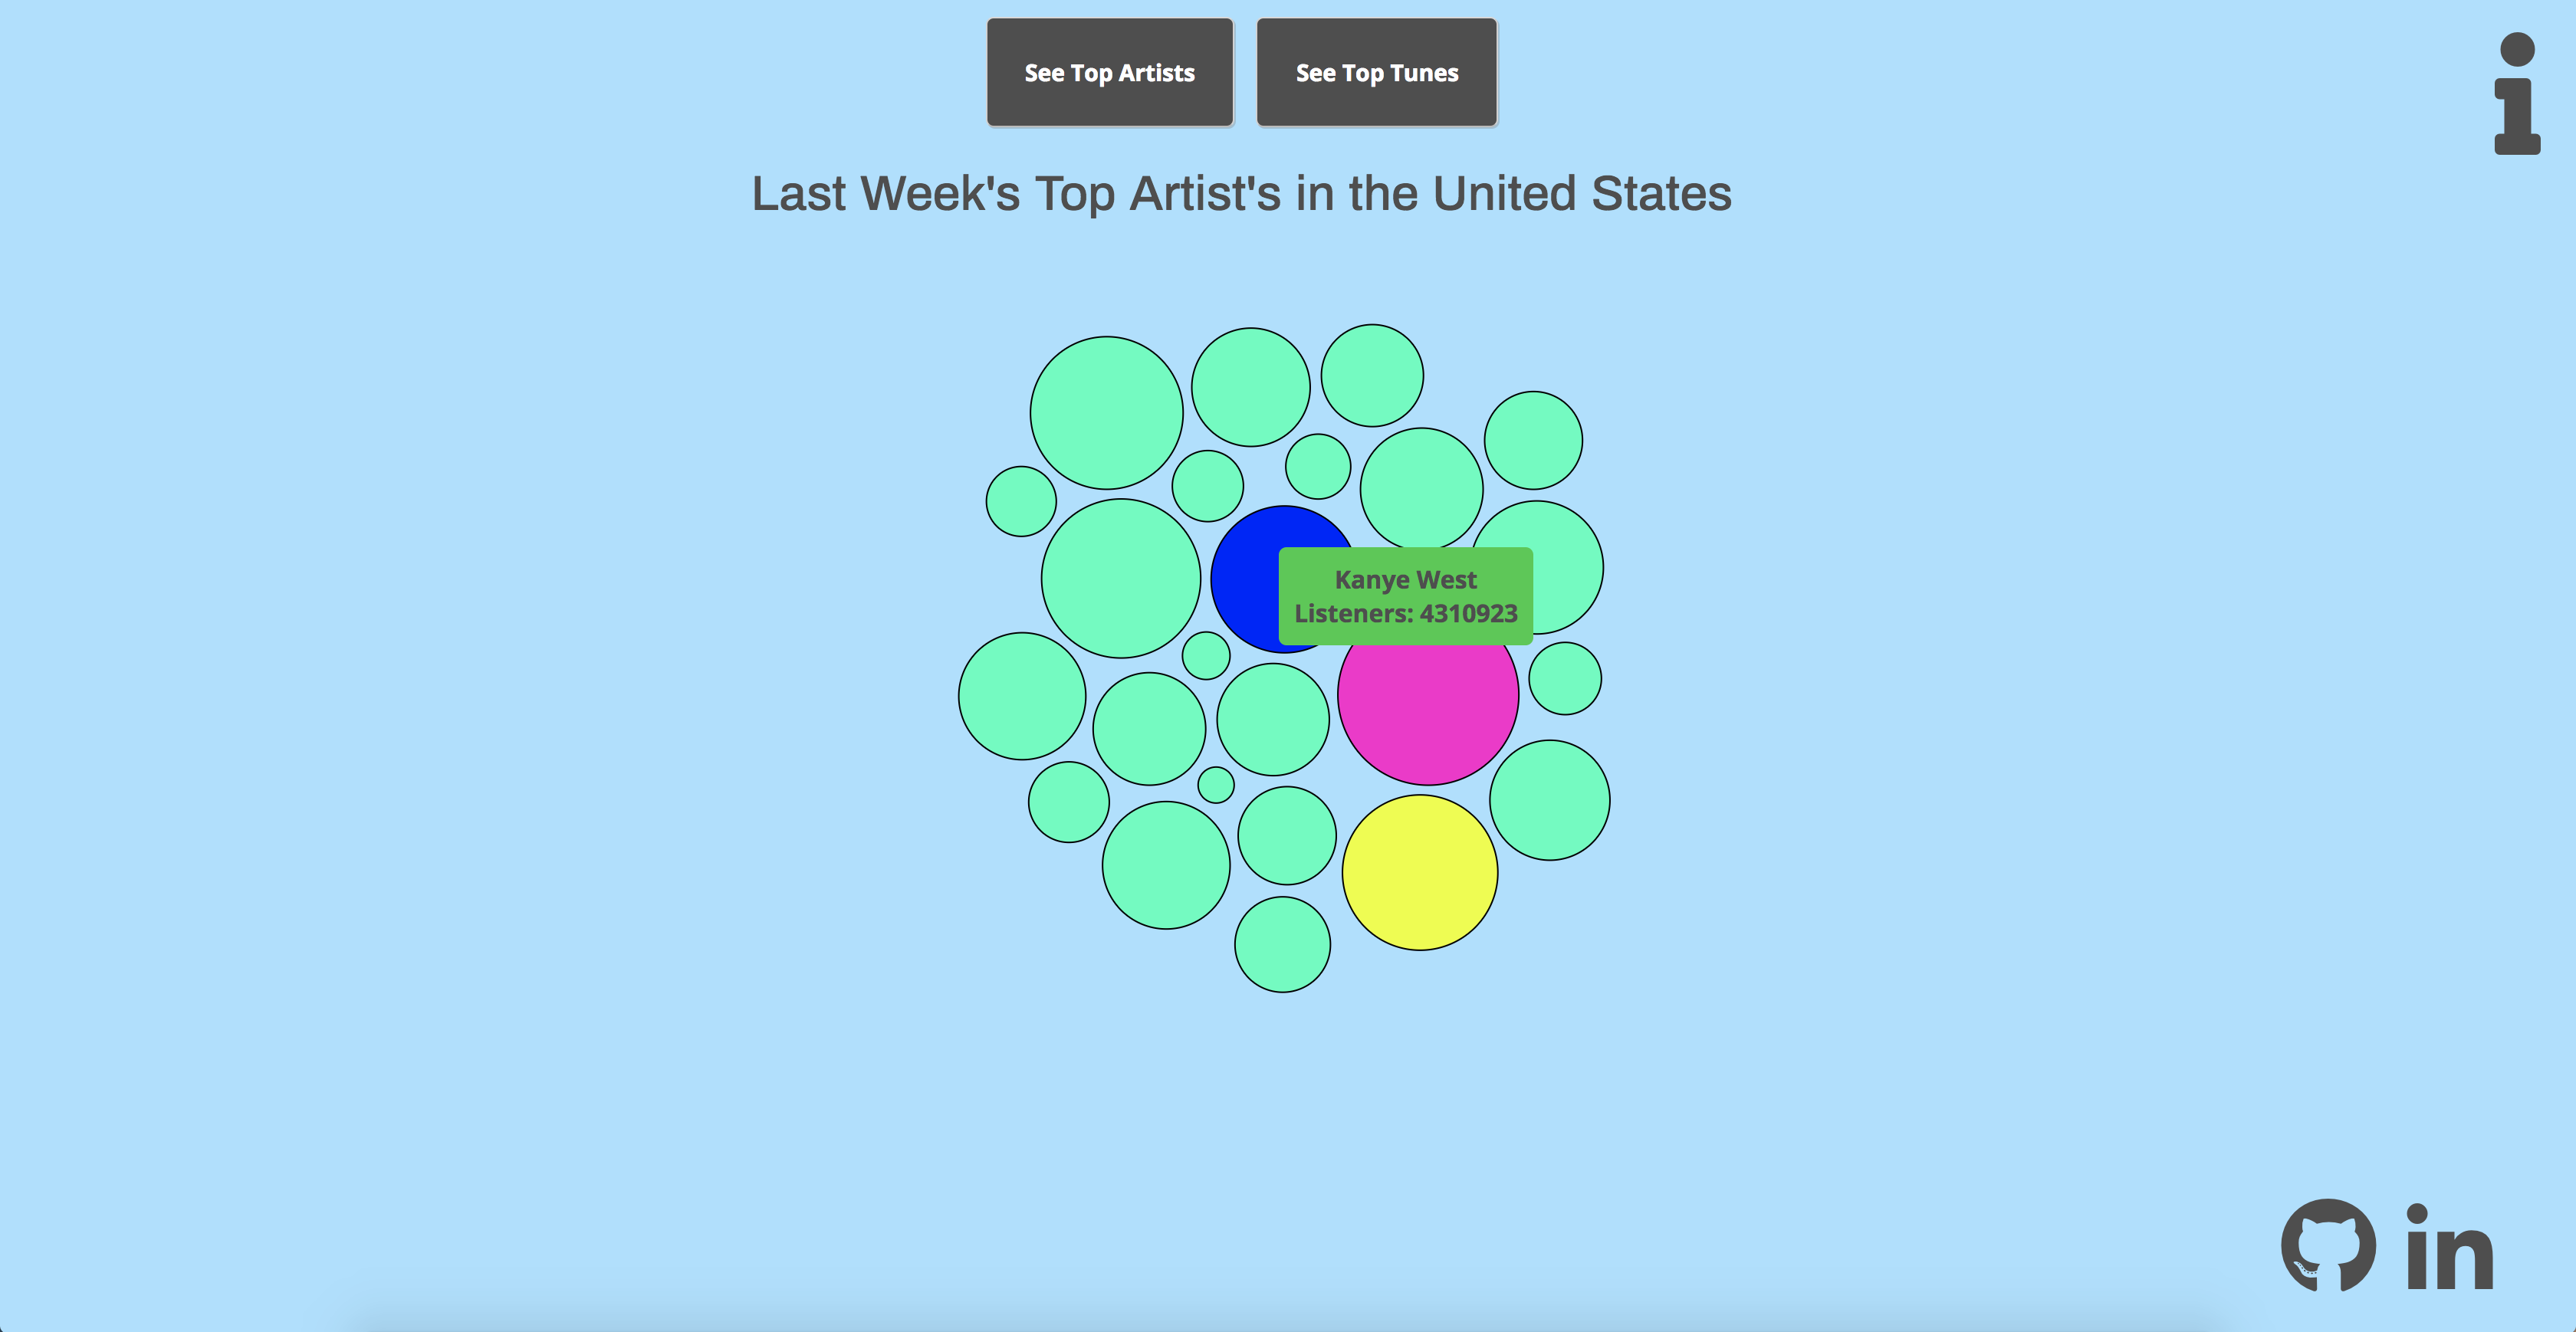 See Top Artists
See Top Tunes
Last Week's Top Artist's in the United States
Kanye West
Listeners: 4310923
in